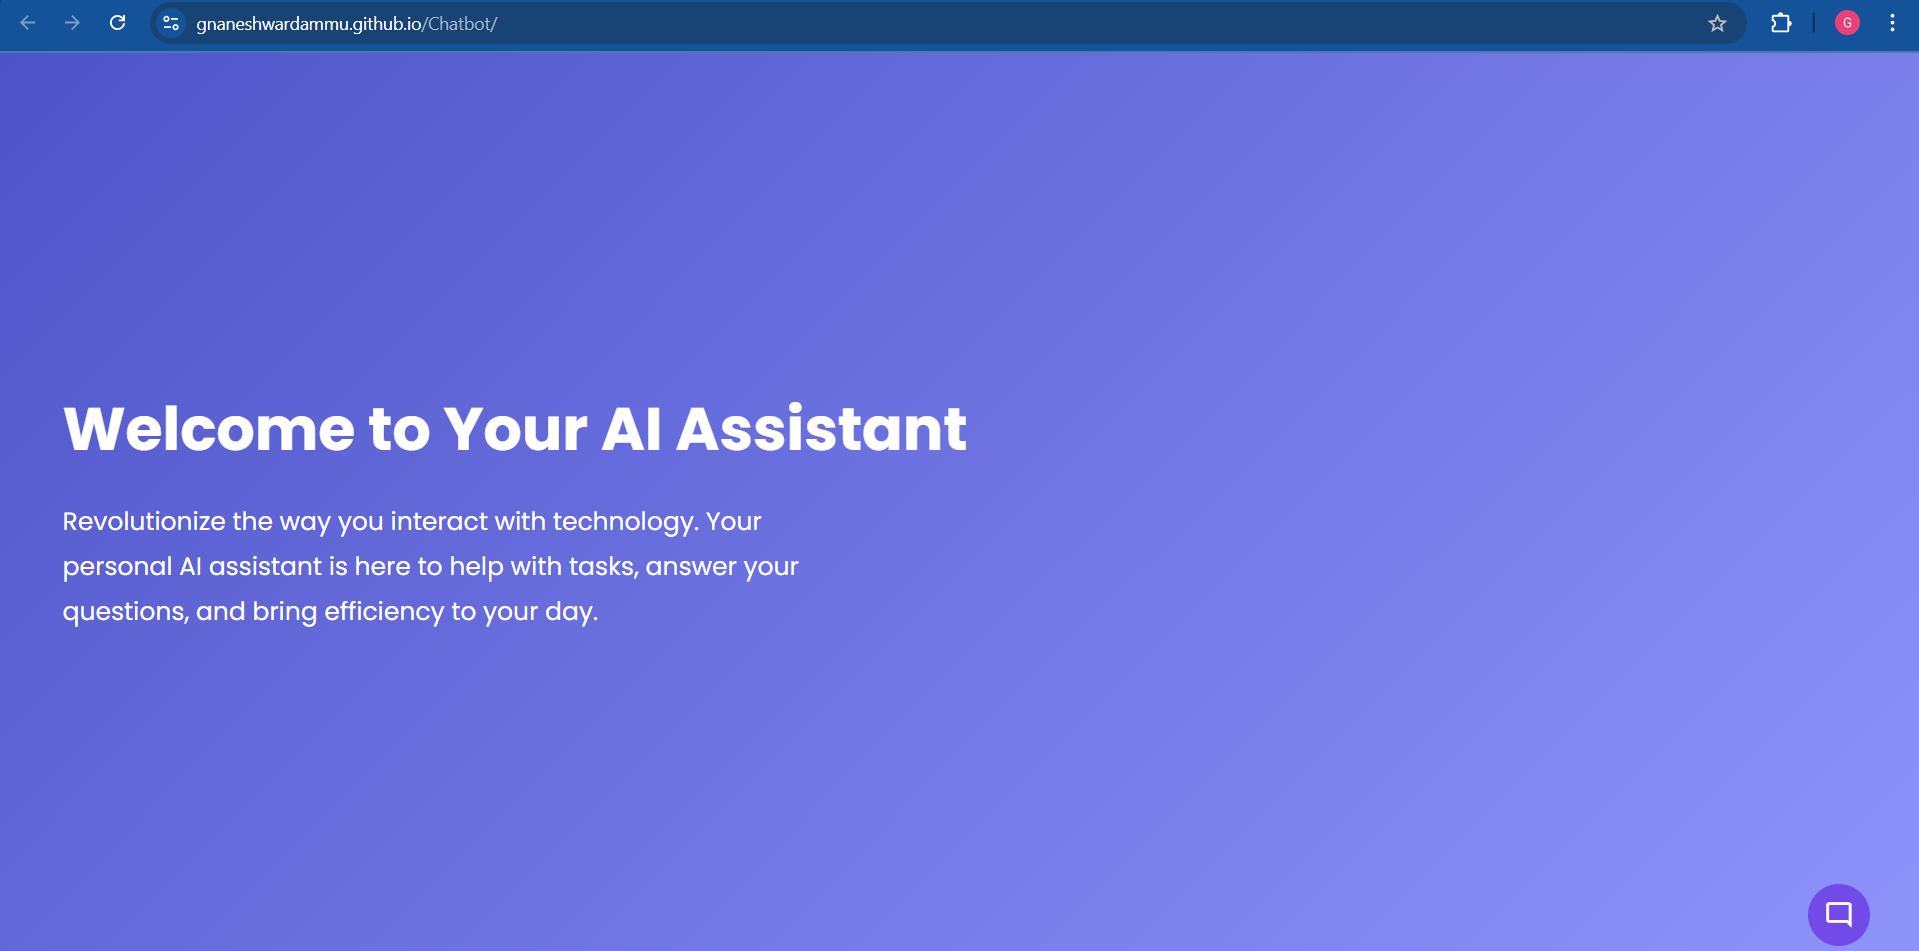 gnaneshwardammu.github.io/Chatbot/
G
Welcome to Your AI Assistant
Revolutionize the way you interact with technology. Your
personal AI assistant is here to help with tasks, answer your
questions, and bring efficiency to your day.